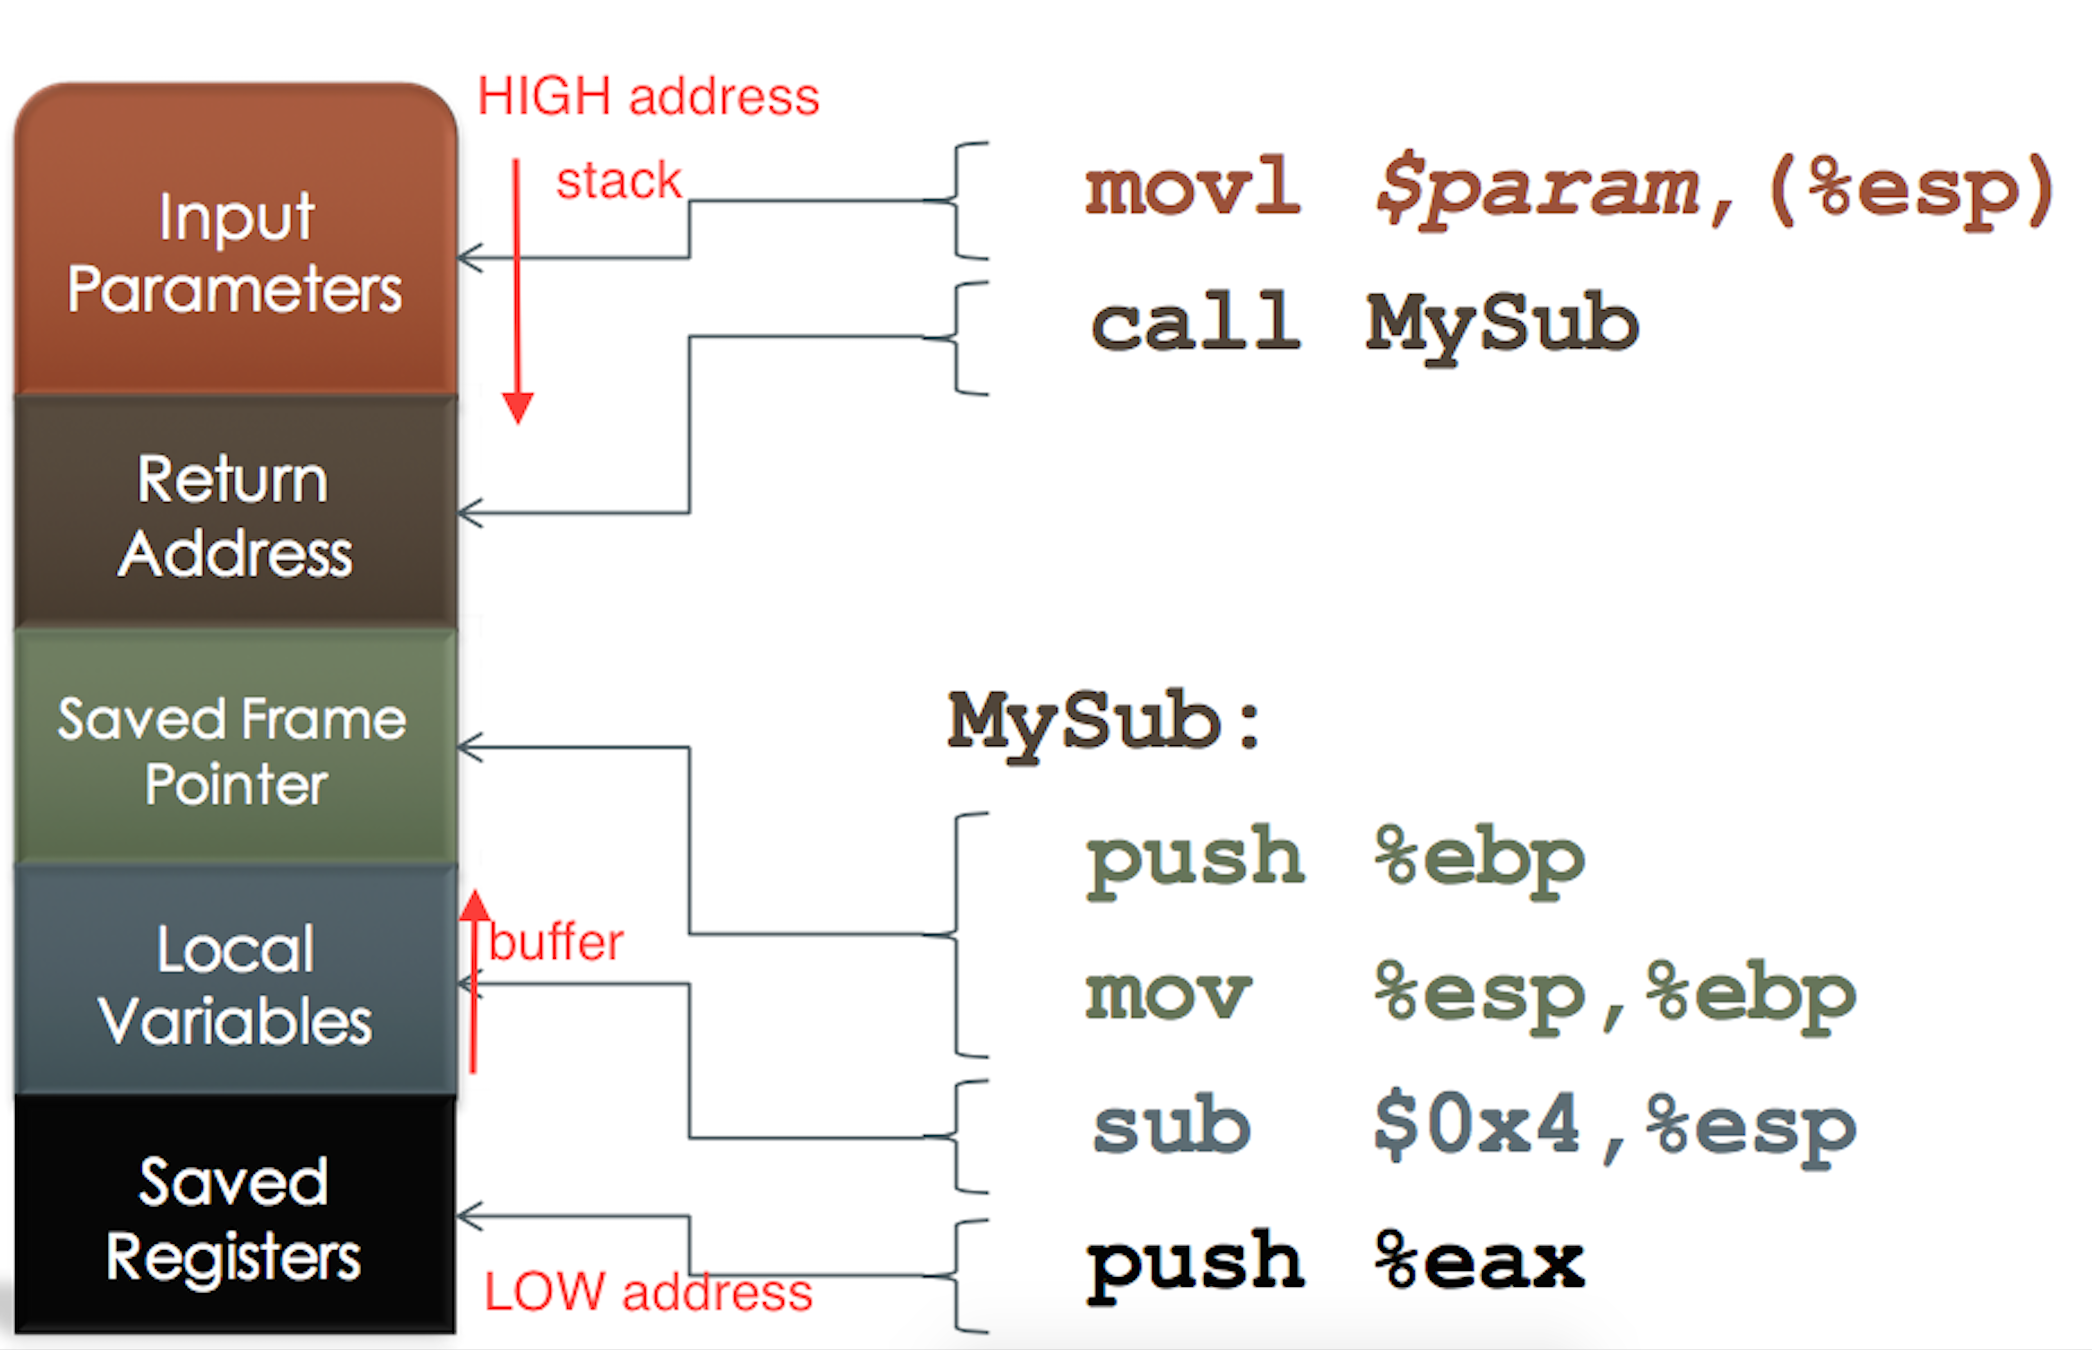 HIGH address
stack
Input
Parameters
movl $param,(%esp)
call MySub
Return
Address
Saved Frame
Pointer
MySub:
push %ebp
buffer
Local
Variables
mov %esp,%ebp
sub $0x4,%esp
Saved
Registers
LOW address
push %eax